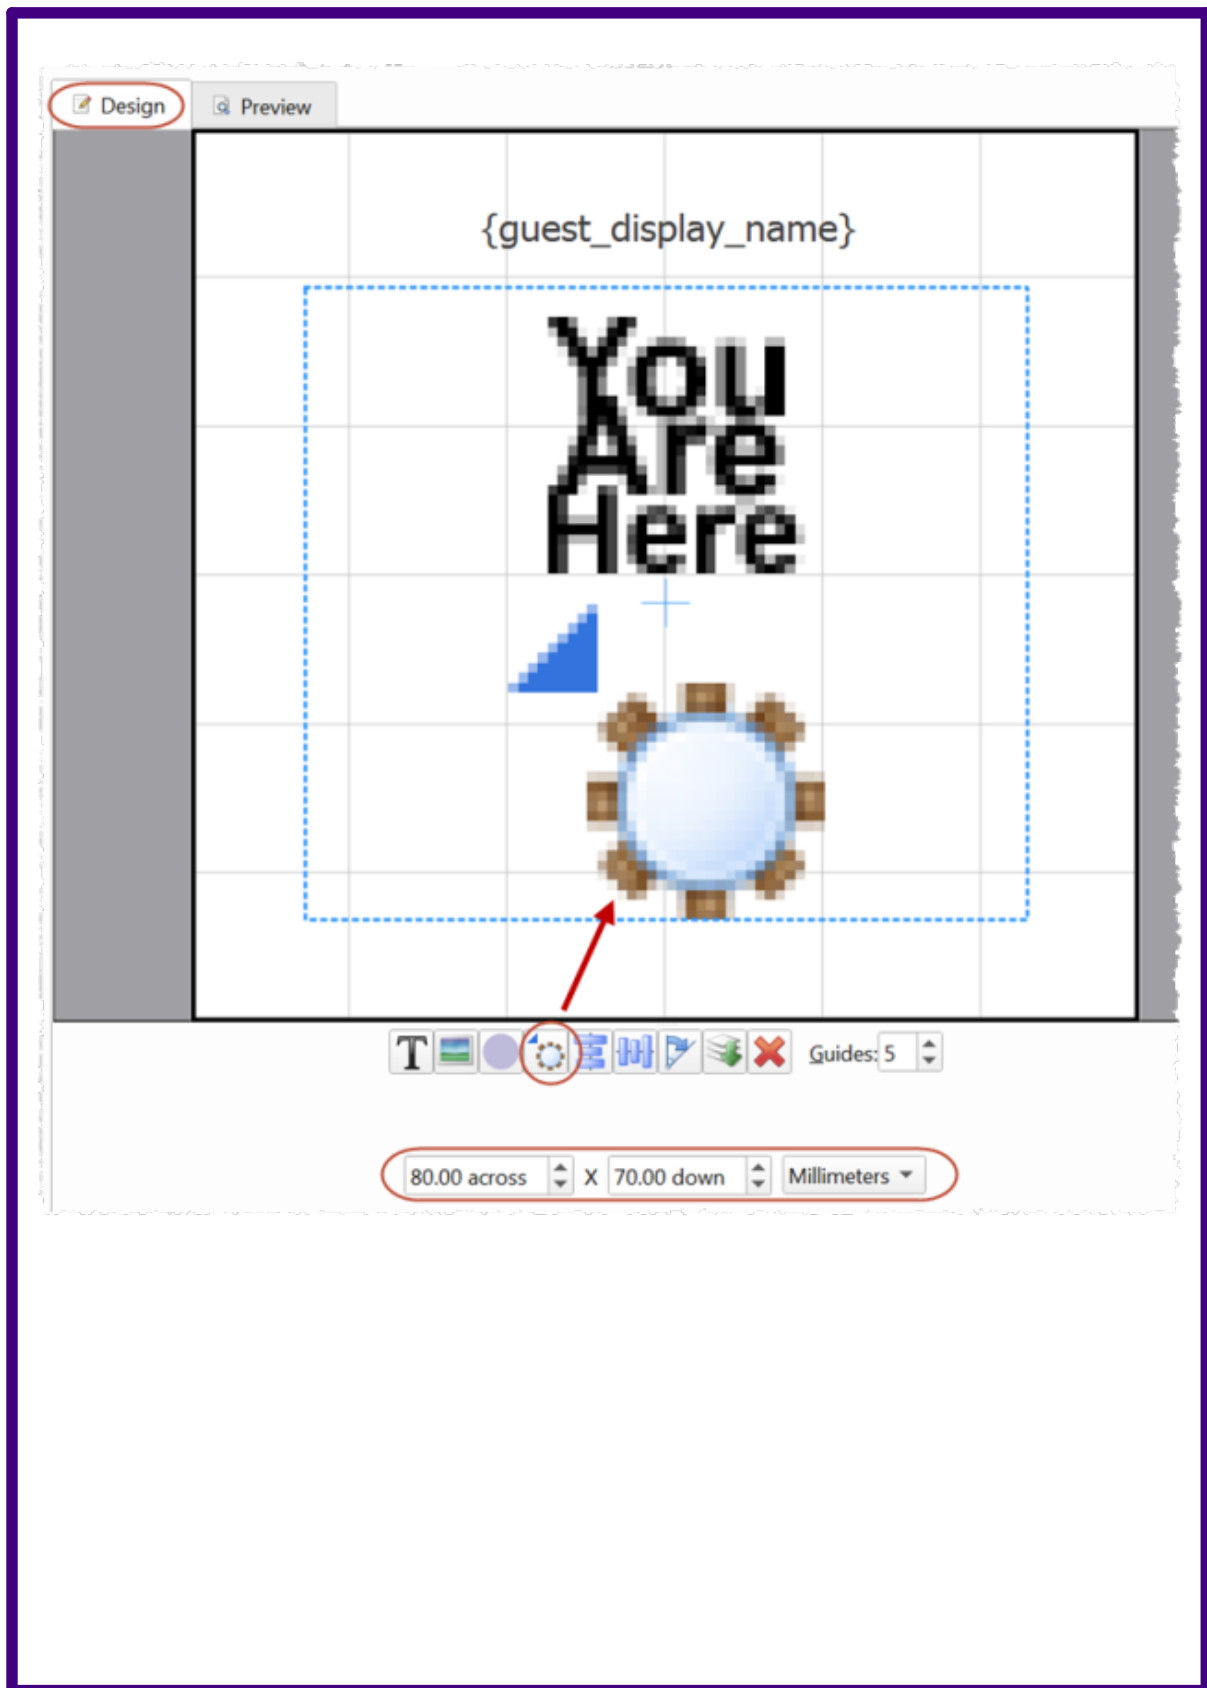 Design Preview
{guest_display_name}
You
Are
Here
T Guides: 5
80.00 across X 70.00 down Millimeters